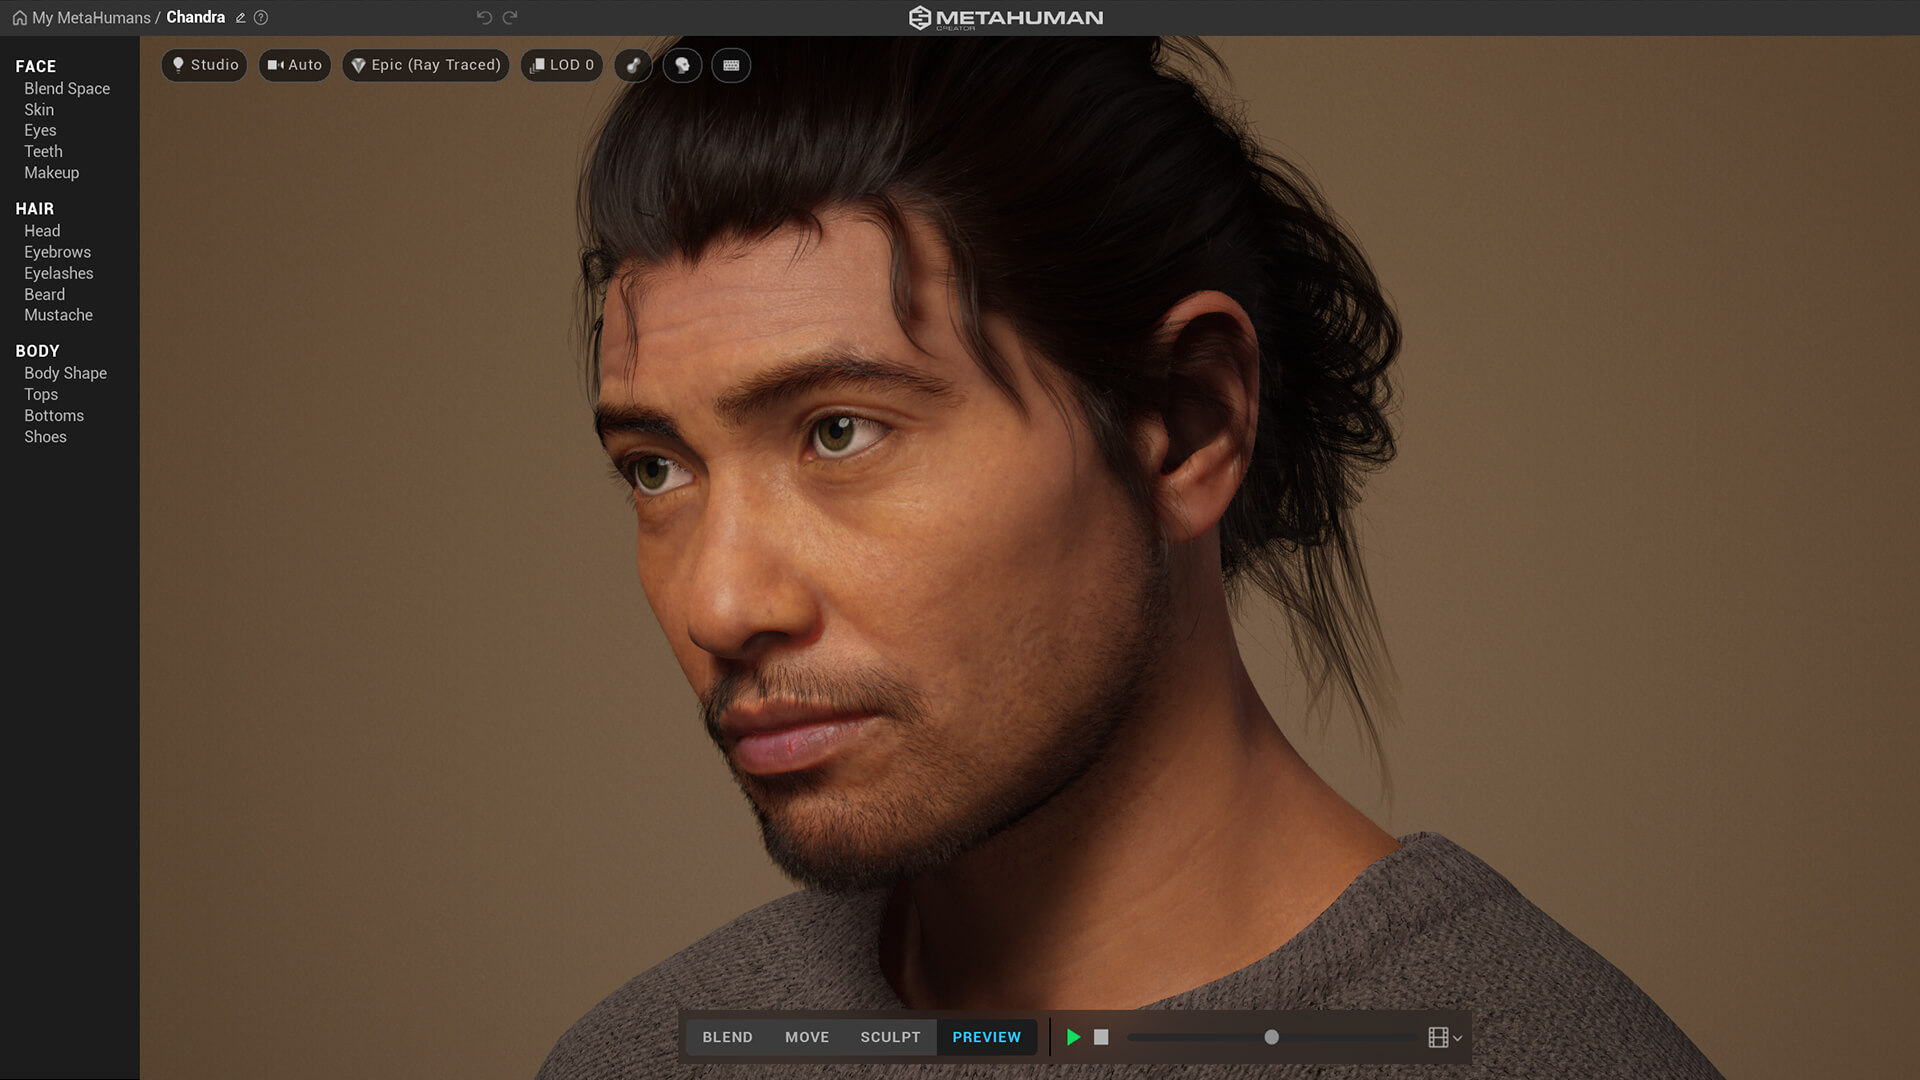 My MetaHumans / Chandra
METAHUMAN
CREATOR
FACE
Blend Space
Skin
Eyes
Teeth
Makeup
HAIR
Head
Eyebrows
Eyelashes
Beard
Mustache
BODY
Body Shape
Tops
Bottoms
Shoes
Studio
Auto
Epic (Ray Traced)
LOD 0
BLEND
MOVE
SCULPT
PREVIEW